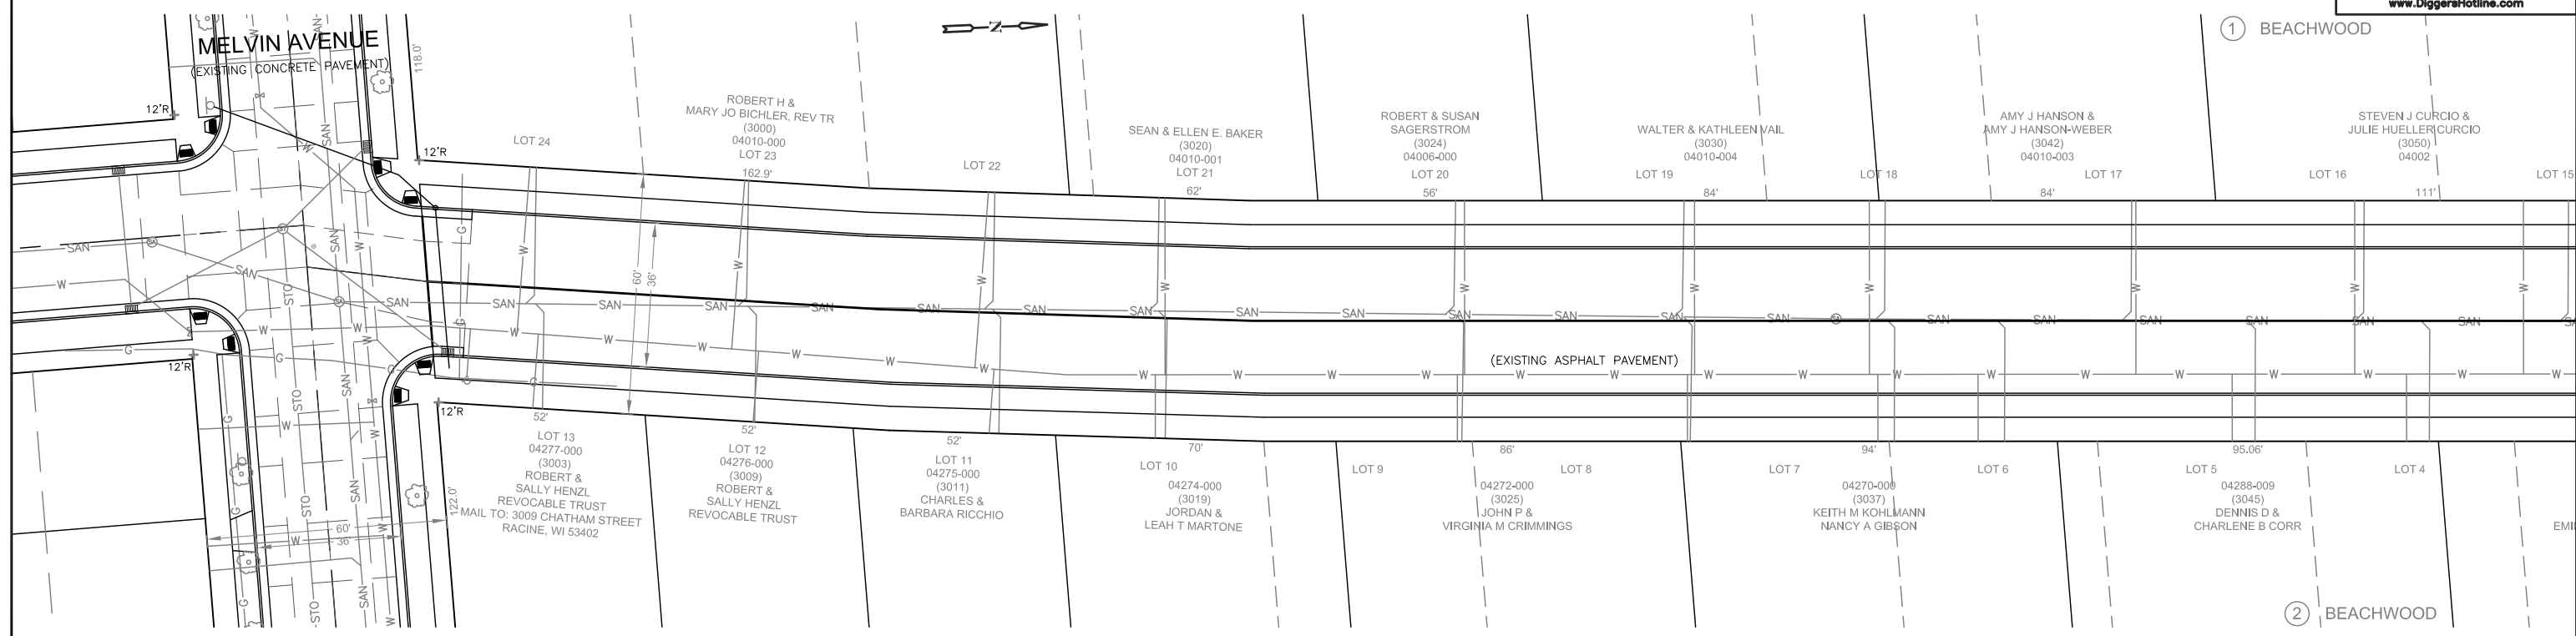 www.DiggersHotline.com
1 BEACHWOOD
N
MELVIN AVENUE
(EXISTING CONCRETE PAVEMENT)
118.0'
12'R
12'R
LOT 24
ROBERT H &
MARY JO BICHLER, REV TR
(3000)
04010-000
LOT 23
162.9'
LOT 22
SEAN & ELLEN E. BAKER
(3020)
04010-001
LOT 21
62'
ROBERT & SUSAN
SAGERSTROM
(3024)
04006-000
LOT 20
56'
WALTER & KATHLEEN VAIL
(3030)
04010-004
LOT 19
84'
LOT 18
AMY J HANSON &
AMY J HANSON-WEBER
(3042)
04010-003
LOT 17
84'
STEVEN J CURCIO &
JULIE HUELLER CURCIO
(3050)
04002
LOT 16
111'
LOT 15
60'
36'
(EXISTING ASPHALT PAVEMENT)
12'R
12'R
52'
LOT 13
04277-000
(3003)
ROBERT &
SALLY HENZL
REVOCABLE TRUST
MAIL TO: 3009 CHATHAM STREET
RACINE, WI 53402
122.0'
60'
36'
52'
LOT 12
04276-000
(3009)
ROBERT &
SALLY HENZL
REVOCABLE TRUST
52'
LOT 11
04275-000
(3011)
CHARLES &
BARBARA RICCHIO
70'
LOT 10
04274-000
(3019)
JORDAN &
LEAH T MARTONE
LOT 9
86'
LOT 8
04272-000
(3025)
JOHN P &
VIRGINIA M CRIMMINGS
LOT 7
94'
LOT 6
04270-000
(3037)
KEITH M KOHLMANN
NANCY A GIBSON
95.06'
LOT 5
LOT 4
04288-009
(3045)
DENNIS D &
CHARLENE B CORR
2 BEACHWOOD